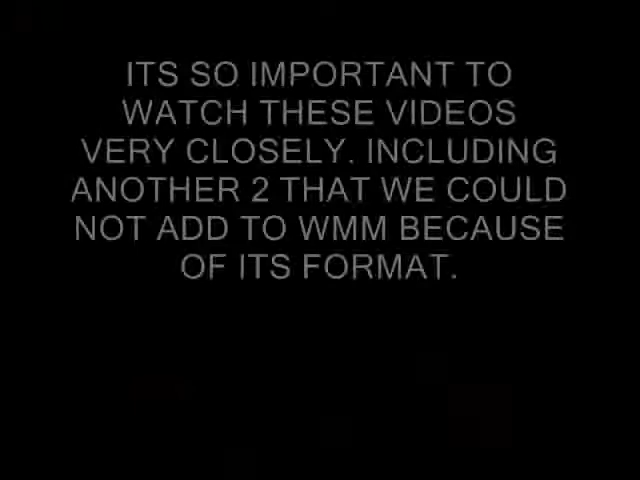 ITS SO IMPORTANT TO
WATCH THESE VIDEOS
VERY CLOSELY. INCLUDING
ANOTHER 2 THAT WE COULD
NOT ADD TO WMM BECAUSE
OF ITS FORMAT.